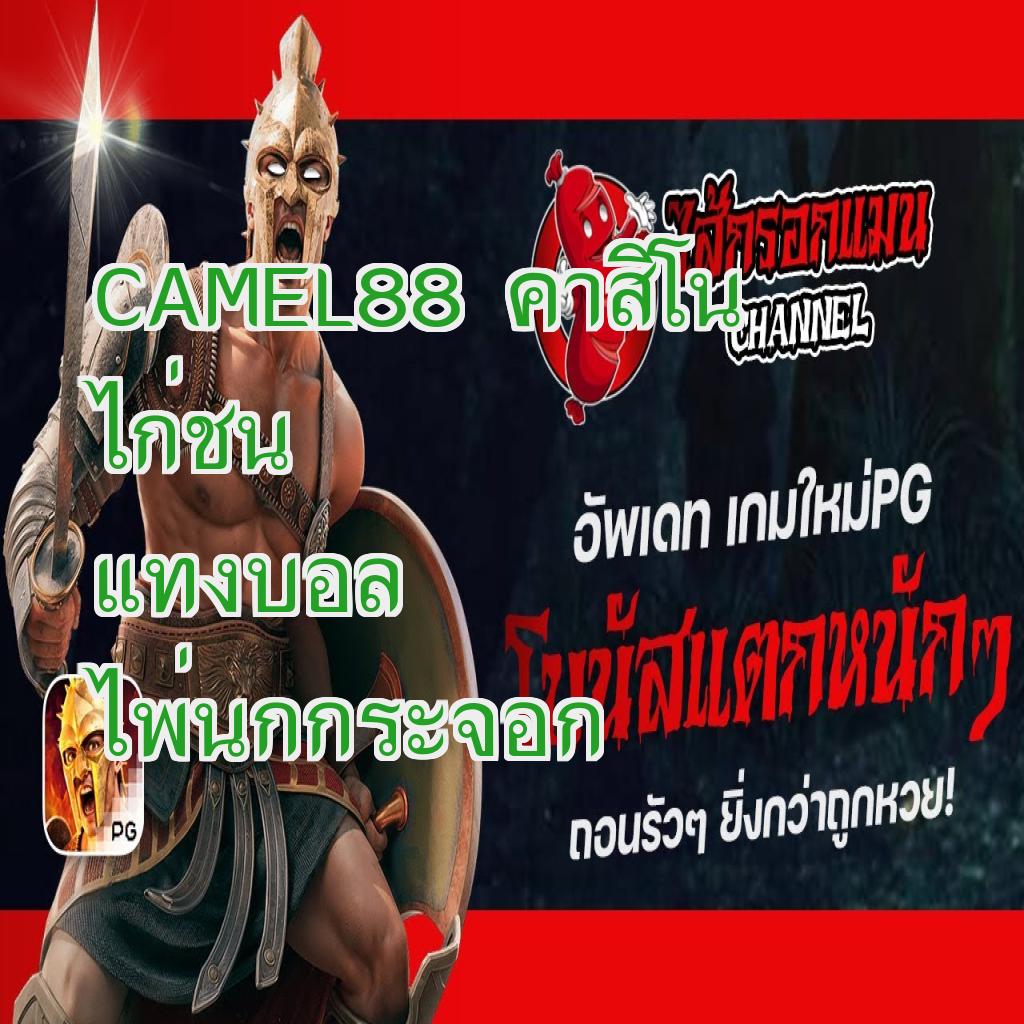 ไส้กรอกแมน
CHANNEL
CAMEL88 คาสิโน
ไก่ชน
อัพเดท เกมใหม่PG
แทงบอล
โบนัสแตกหนักๆ
ไพ่นกกระจอก
ถอนรัวๆ ยิ่งกว่าถูกหวย!
PG